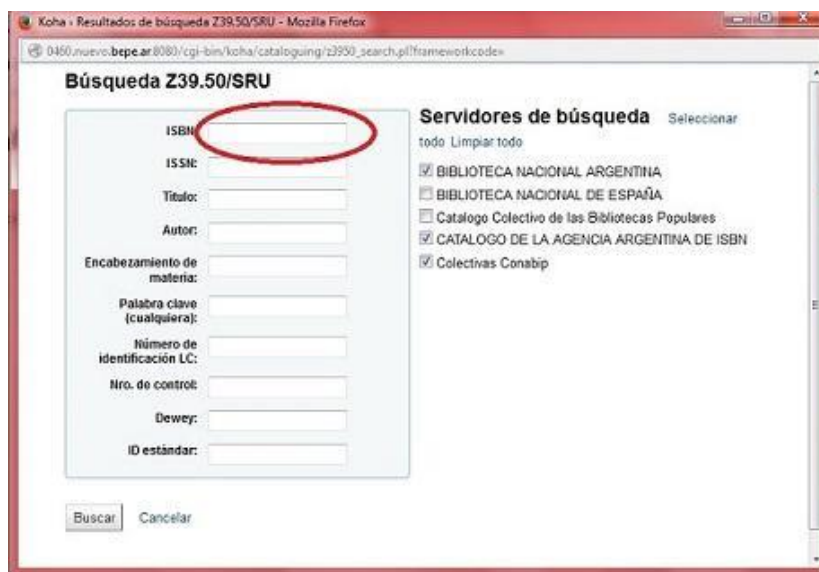 Koha › Resultados de búsqueda Z39.50/SRU - Mozilla Firefox
0460.nuevo.bepe.ar:8080/cgi-bin/koha/cataloguing/z3950_search.pl?frameworkcode=
Búsqueda Z39.50/SRU
ISBN:
ISSN:
Título:
Autor:
Encabezamiento de
materia:
Palabra clave
(cualquiera):
Número de
identificación LC:
Nro. de control:
Dewey:
ID estándar:
Buscar Cancelar
Servidores de búsqueda Seleccionar
todo Limpiar todo
BIBLIOTECA NACIONAL ARGENTINA
BIBLIOTECA NACIONAL DE ESPAÑA
Catalogo Colectivo de las Bibliotecas Populares
CATALOGO DE LA AGENCIA ARGENTINA DE ISBN
Colectivas Conabip